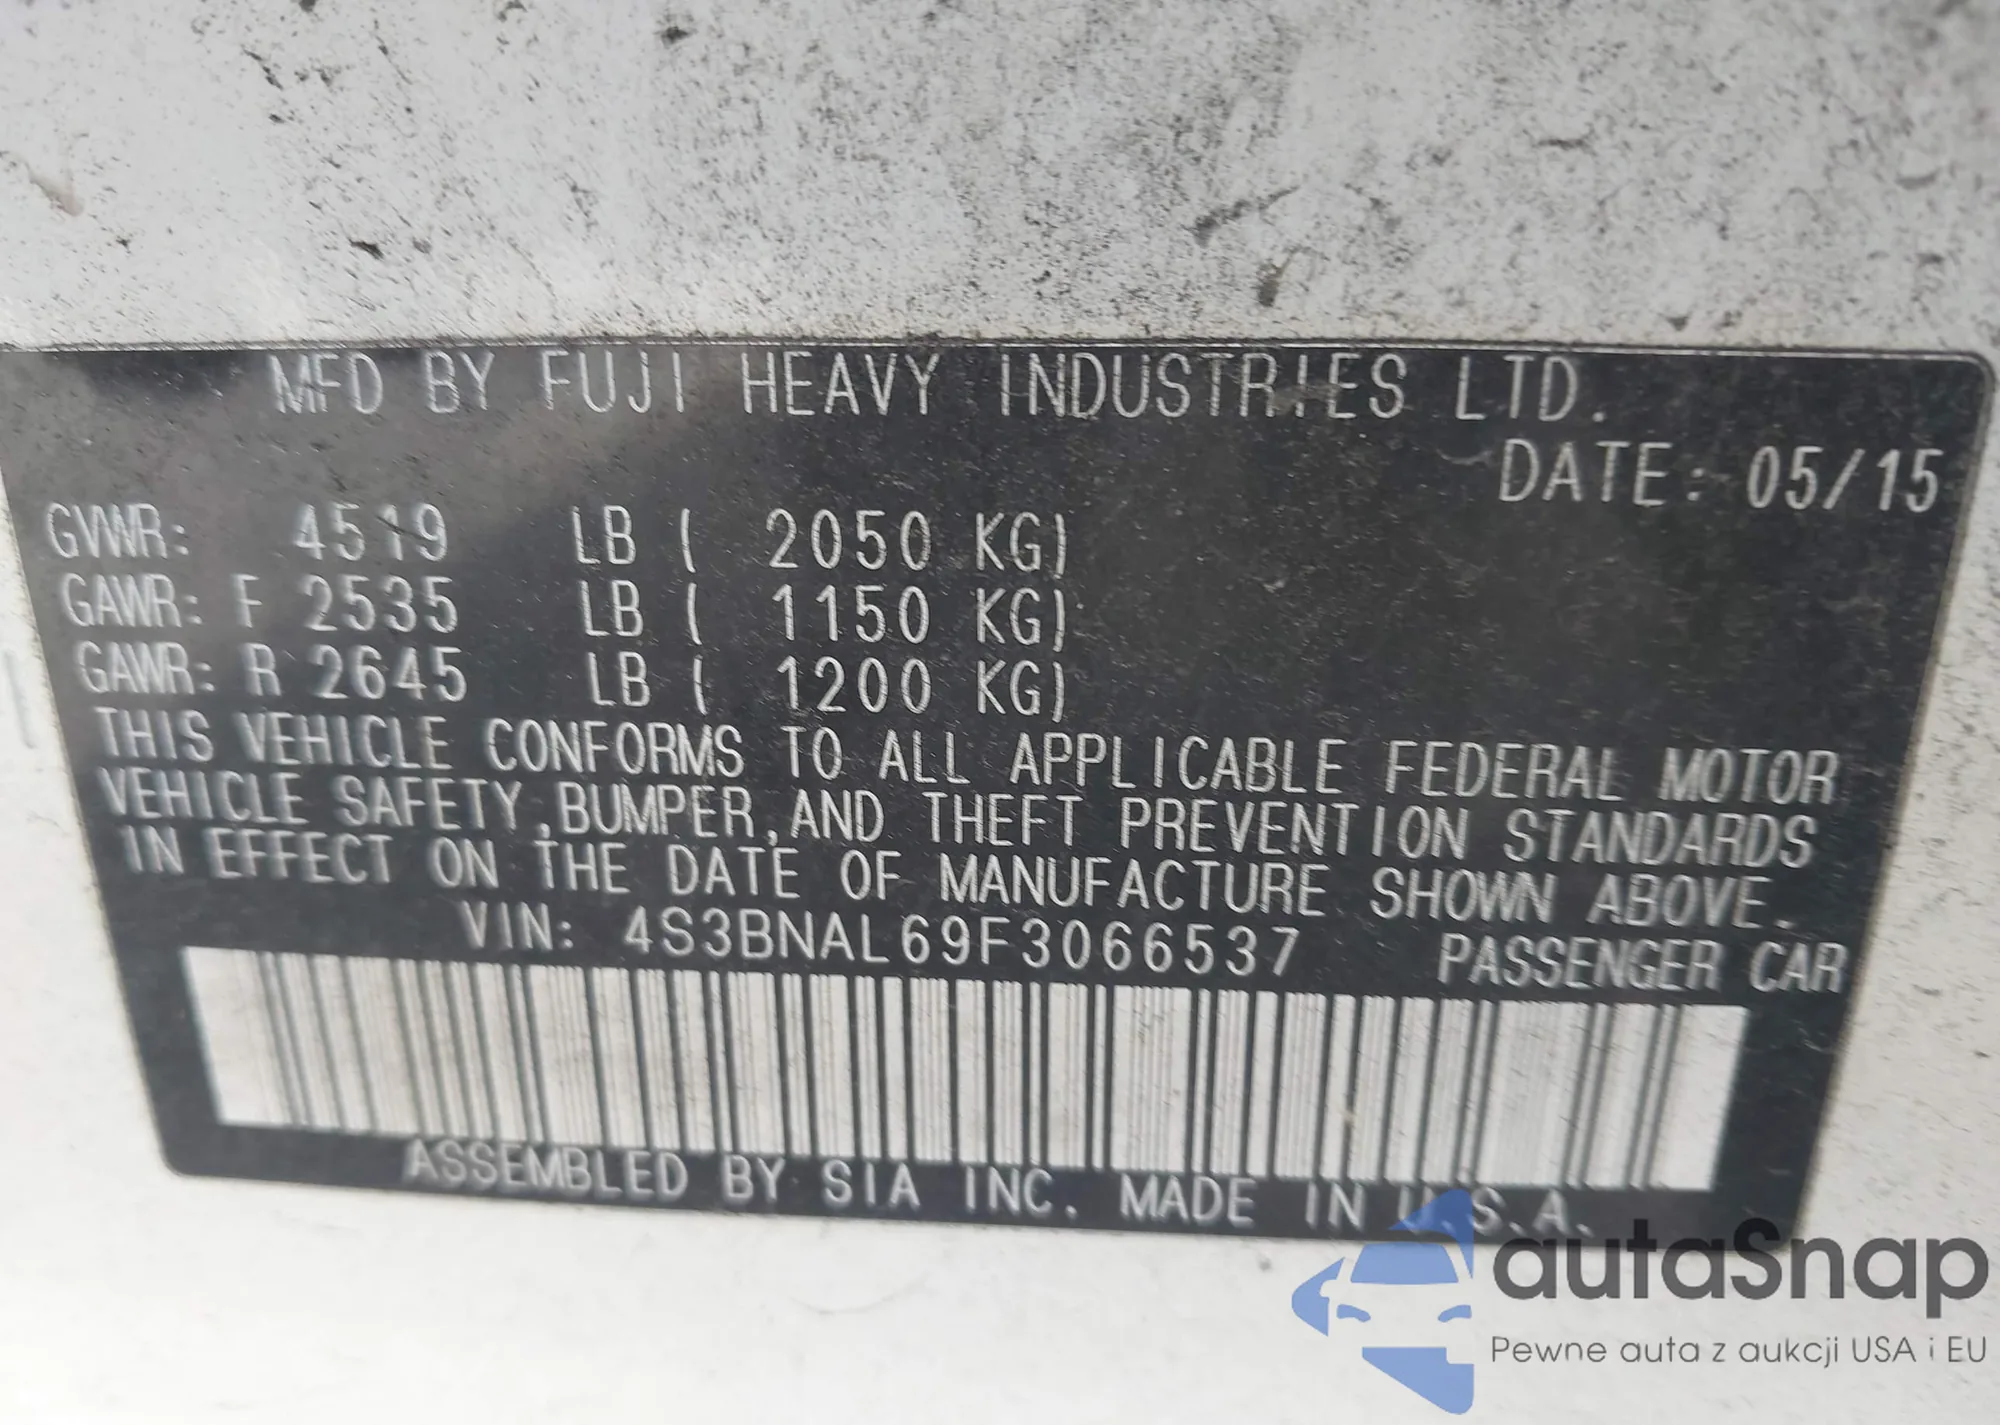 MFD BY FUJI HEAVY INDUSTRIES LTD.
DATE: 05/15
GVWR: 4519 LB ( 2050 KG)
GAWR: F 2535 LB ( 1150 KG)
GAWR: R 2645 LB ( 1200 KG)
THIS VEHICLE CONFORMS TO ALL APPLICABLE FEDERAL MOTOR
VEHICLE SAFETY,BUMPER,AND THEFT PREVENTION STANDARDS
IN EFFECT ON THE DATE OF MANUFACTURE SHOWN ABOVE.
VIN: 4S3BNAL69F3066537 PASSENGER CAR
ASSEMBLED BY SIA INC. MADE IN U.S.A.
autaSnap
Pewne auta z aukcji USA i EU